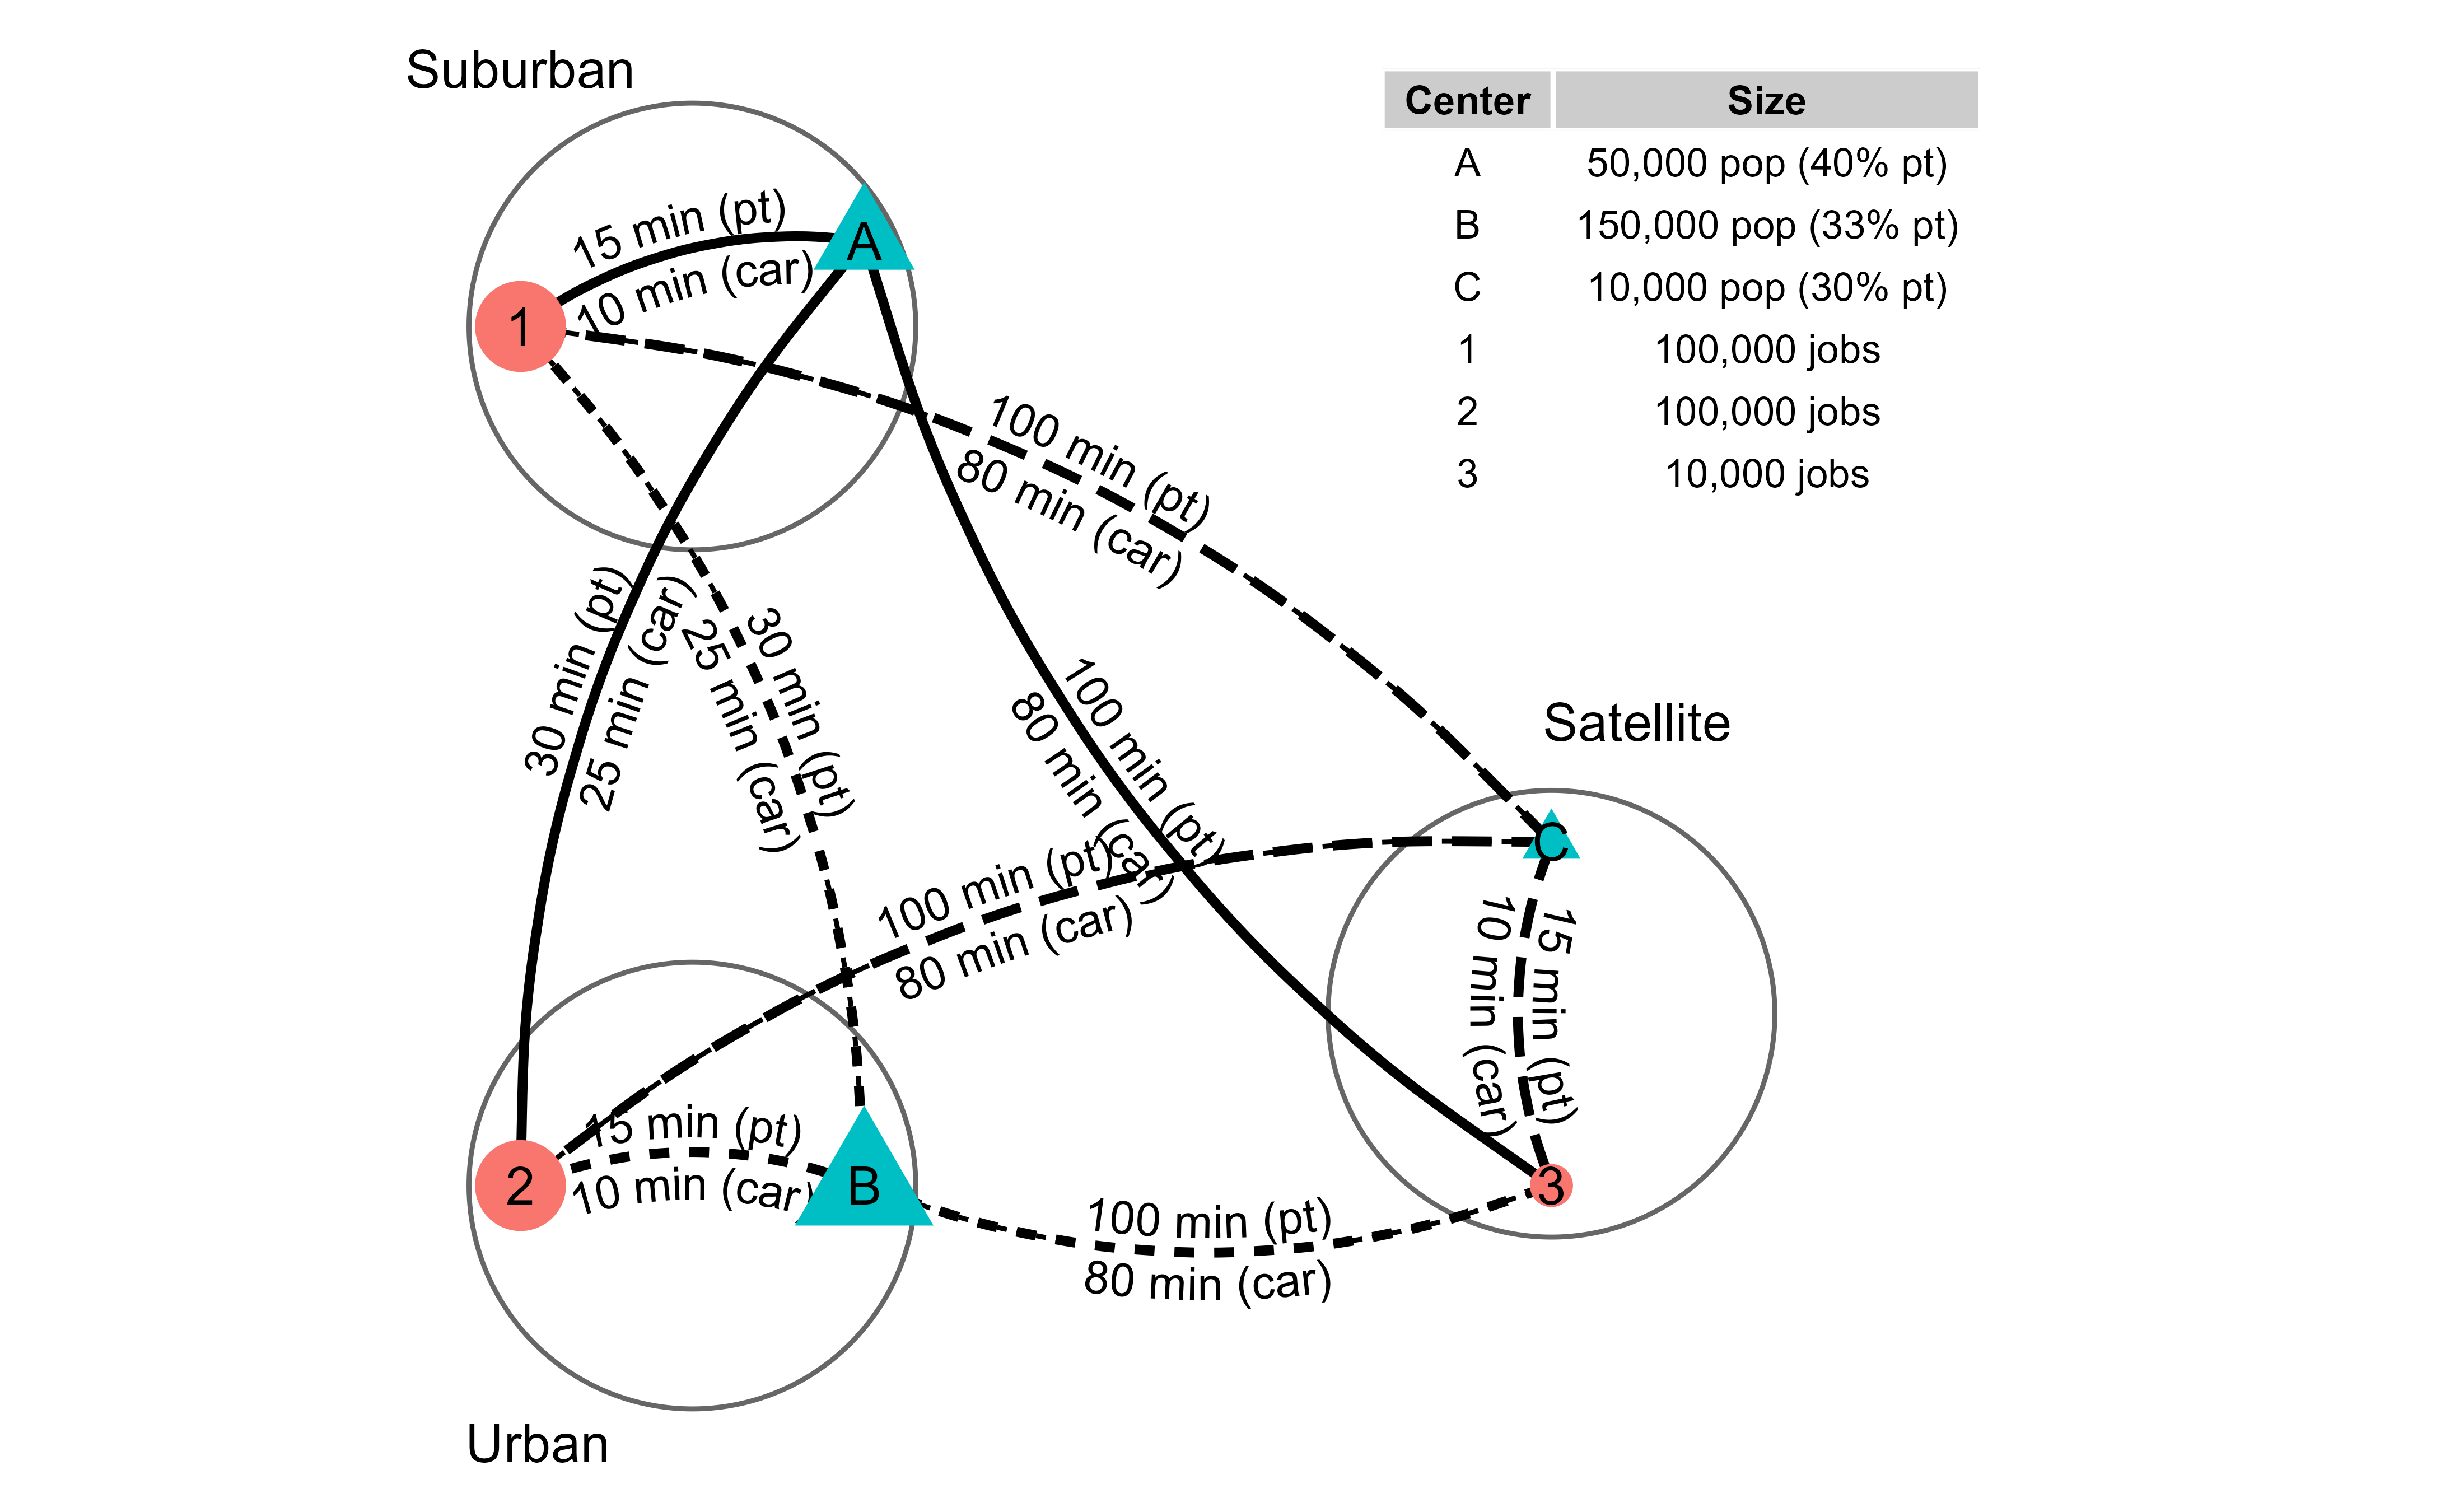 Suburban
Center Size
A 50,000 pop (40% pt)
B 150,000 pop (33% pt)
C 10,000 pop (30% pt)
1 100,000 jobs
2 100,000 jobs
3 10,000 jobs
15 min (pt)
10 min (car)
A
1
100 min (pt)
80 min (car)
30 min (pt)
25 min (car)
30 min (pt)
25 min (car)
100 min (pt)
80 min (car)
Satellite
C
100 min (pt)
80 min (car)
15 min (pt)
10 min (car)
15 min (pt)
10 min (car)
2
B
3
100 min (pt)
80 min (car)
Urban